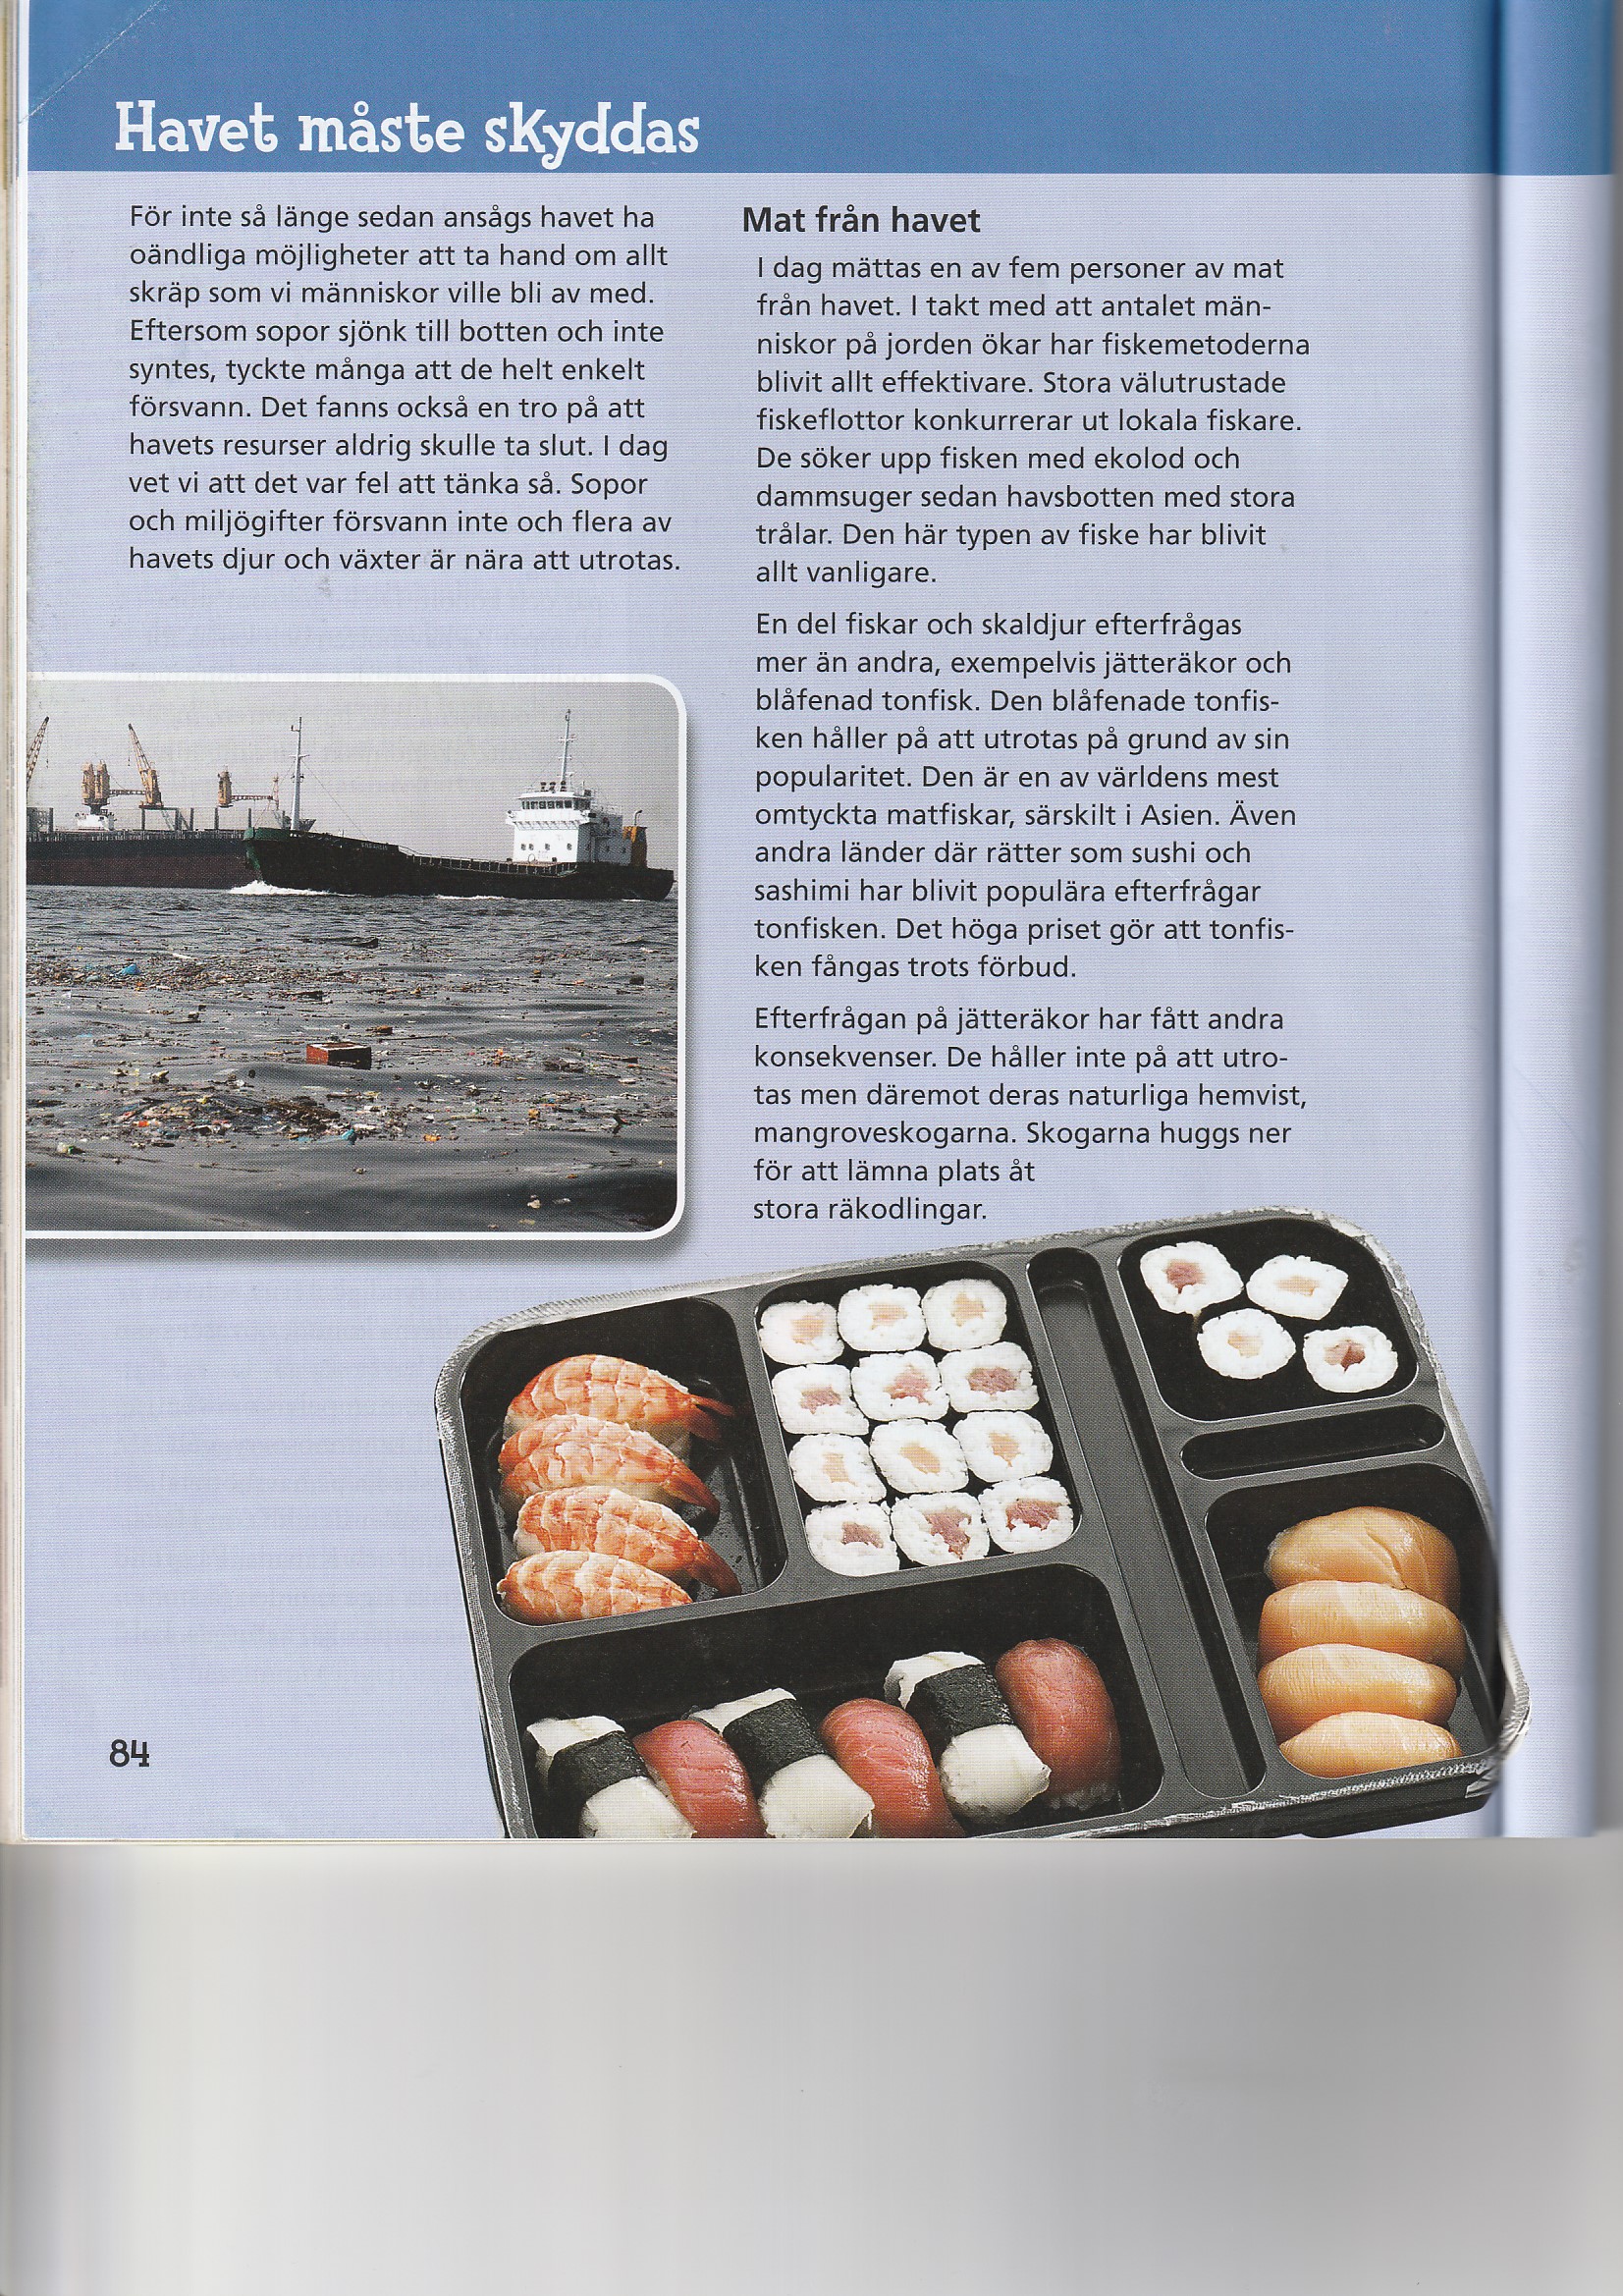 Havet måste skyddas
För inte så länge sedan ansågs havet ha
oändliga möjligheter att ta hand om allt
skräp som vi människor ville bli av med.
Eftersom sopor sjönk till botten och inte
syntes, tyckte många att de helt enkelt
försvann. Det fanns också en tro på att
havets resurser aldrig skulle ta slut. I dag
vet vi att det var fel att tänka så. Sopor
och miljögifter försvann inte och flera av
havets djur och växter är nära att utrotas.
Mat från havet
I dag mättas en av fem personer av mat
från havet. I takt med att antalet män-
niskor på jorden ökar har fiskemetoderna
blivit allt effektivare. Stora välutrustade
fiskeflottor konkurrerar ut lokala fiskare.
De söker upp fisken med ekolod och
dammsuger sedan havsbotten med stora
trålar. Den här typen av fiske har blivit
allt vanligare.
En del fiskar och skaldjur efterfrågas
mer än andra, exempelvis jätteräkor och
blåfenad tonfisk. Den blåfenade tonfis-
ken håller på att utrotas på grund av sin
popularitet. Den är en av världens mest
omtyckta matfiskar, särskilt i Asien. Även
andra länder där rätter som sushi och
sashimi har blivit populära efterfrågar
tonfisken. Det höga priset gör att tonfis-
ken fångas trots förbud.
Efterfrågan på jätteräkor har fått andra
konsekvenser. De håller inte på att utro-
tas men däremot deras naturliga hemvist,
mangroveskogarna. Skogarna huggs ner
för att lämna plats åt
stora räkodlingar.
84